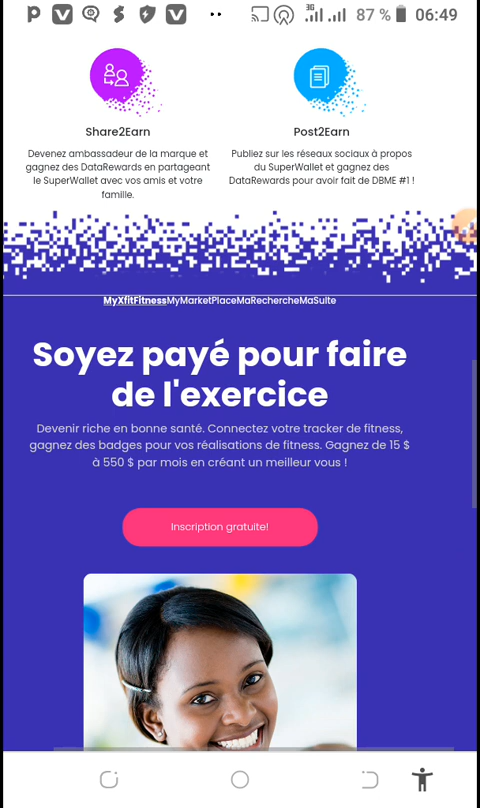 3G
87 %
06:49
Share2Earn
Post2Earn
Devenez ambassadeur de la marque et
gagnez des DataRewards en partageant
le SuperWallet avec vos amis et votre
famille.
Publiez sur les réseaux sociaux à propos
du SuperWallet et gagnez des
DataRewards pour avoir fait de DBME #1 !
MyXfitFitnessMyMarketPlaceMaRechercheMaSuite
Soyez payé pour faire
de l'exercice
Devenir riche en bonne santé. Connectez votre tracker de fitness,
gagnez des badges pour vos réalisations de fitness. Gagnez de 15 $
à 550 $ par mois en créant un meilleur vous !
Inscription gratuite!